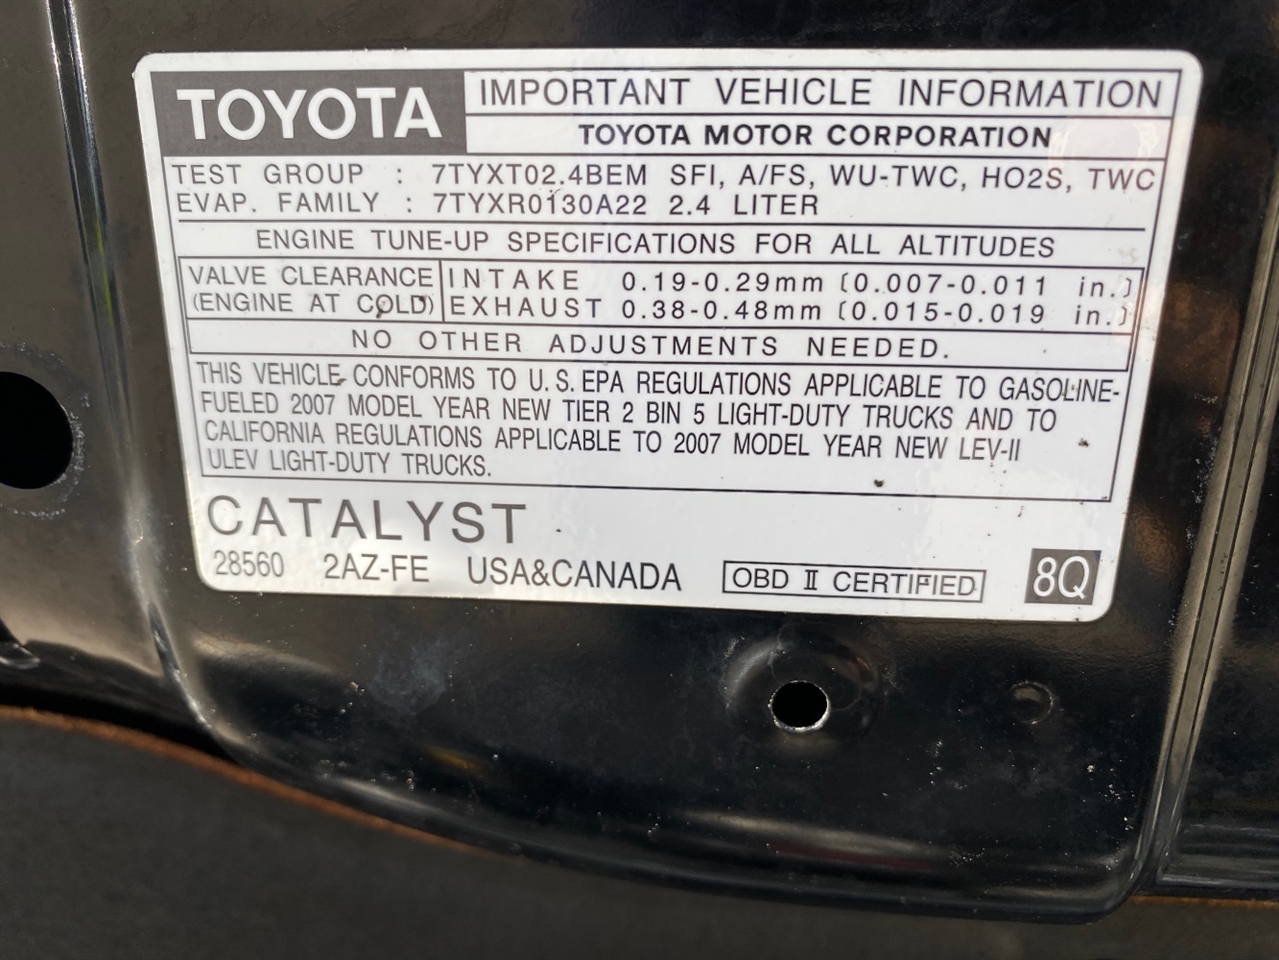 TOYOTA IMPORTANT VEHICLE INFORMATION
TOYOTA MOTOR CORPORATION
TEST GROUP : 7TYXT02.4BEM SFI, A/FS, WU-TWC, HO2S, TWC
EVAP. FAMILY : 7TYXR0130A22 2.4 LITER
ENGINE TUNE-UP SPECIFICATIONS FOR ALL ALTITUDES
VALVE CLEARANCE INTAKE 0.19-0.29mm (0.007-0.011 in.)
(ENGINE AT COLD) EXHAUST 0.38-0.48mm (0.015-0.019 in.)
NO OTHER ADJUSTMENTS NEEDED.
THIS VEHICLE CONFORMS TO U.S.EPA REGULATIONS APPLICABLE TO GASOLINE-
FUELED 2007 MODEL YEAR NEW TIER 2 BIN 5 LIGHT-DUTY TRUCKS AND TO
CALIFORNIA REGULATIONS APPLICABLE TO 2007 MODEL YEAR NEW LEV-II
ULEV LIGHT-DUTY TRUCKS.
CATALYST
28560 2AZ-FE USA&CANADA OBD II CERTIFIED 8Q